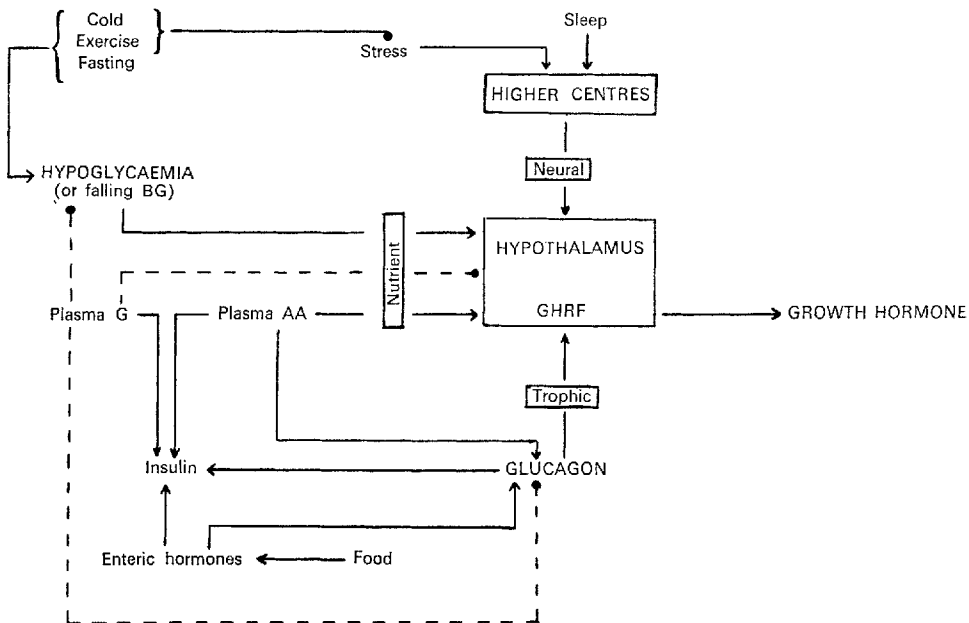 Cold
Exercise
Fasting
Stress
Sleep
HIGHER CENTRES
Neural
HYPOGLYCAEMIA
(or falling BG)
Nutrient
HYPOTHALAMUS
Plasma G
Plasma AA
GHRF
GROWTH HORMONE
Trophic
Insulin
GLUCAGON
Enteric hormones
Food